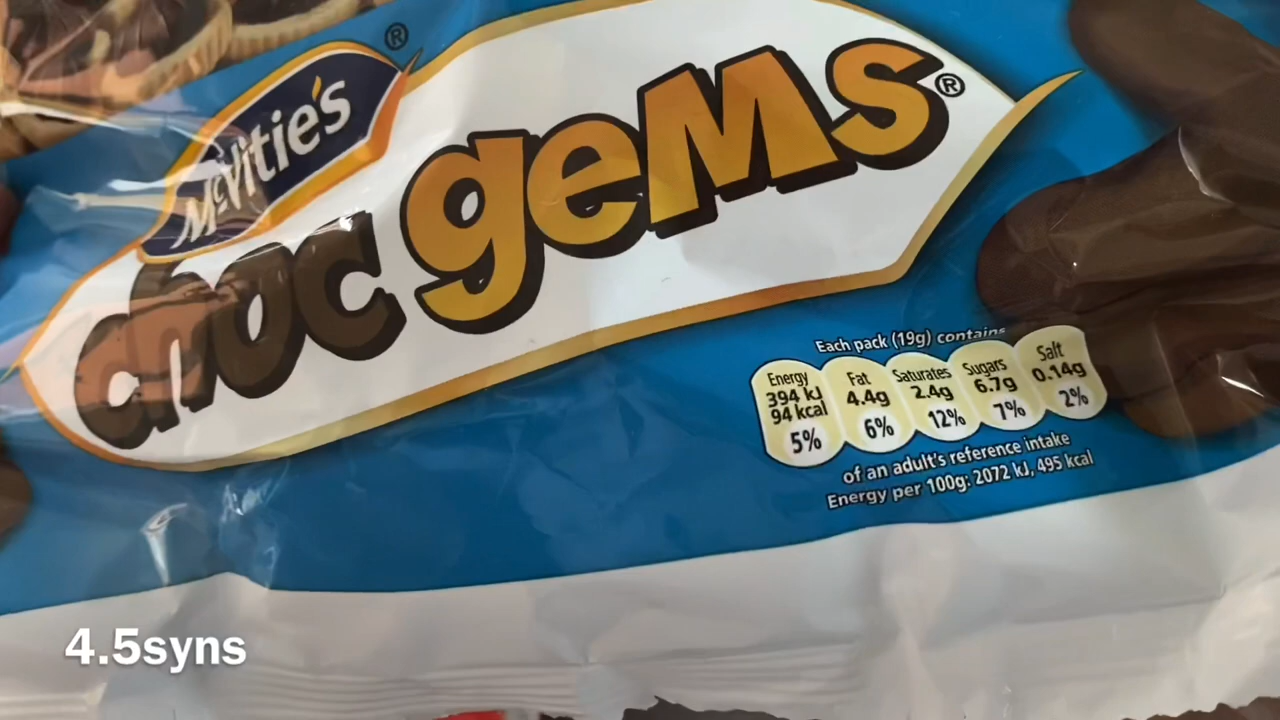 McVitie's ®
choc gems ®
Each pack (19g) contains
Energy
394 kJ
94 kcal
5%
Fat
4.4g
6%
Saturates
2.4g
12%
Sugars
6.7g
7%
Salt
0.14g
2%
of an adult's reference intake
Energy per 100g: 2072 kJ, 495 kcal
4.5syns